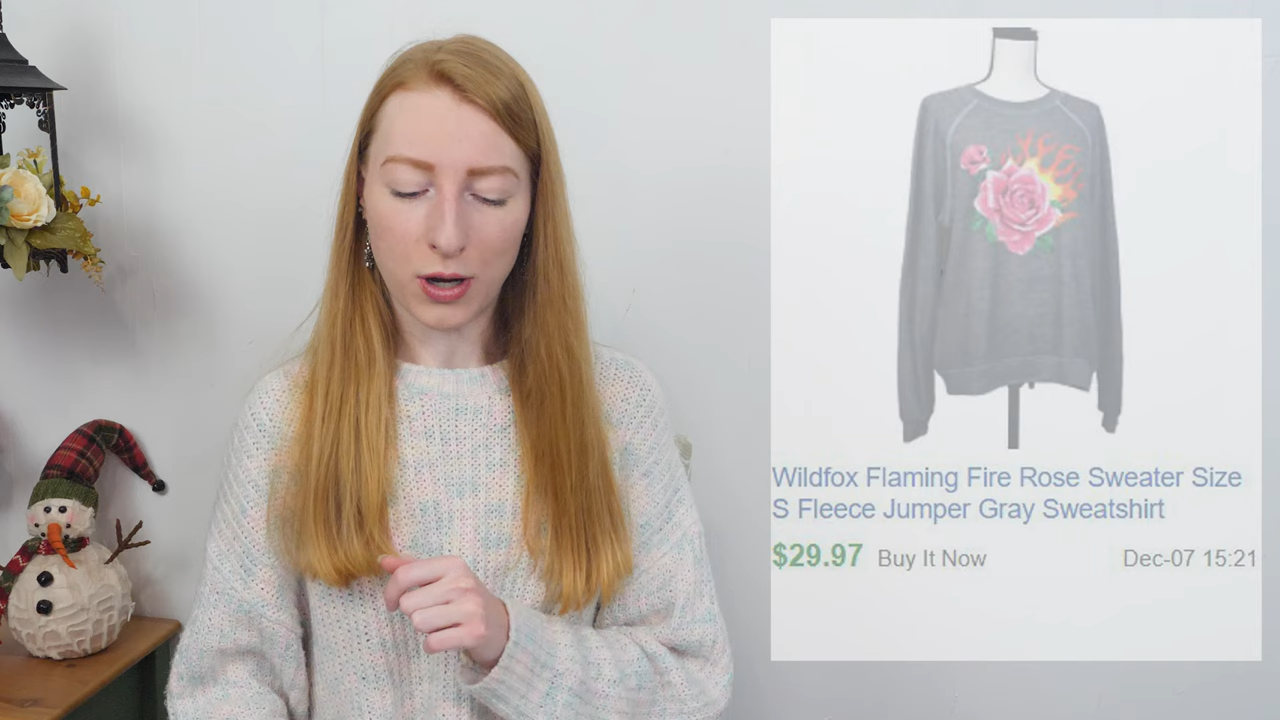 Wildfox Flaming Fire Rose Sweater Size
S Fleece Jumper Gray Sweatshirt
$29.97 Buy It Now Dec-07 15:21